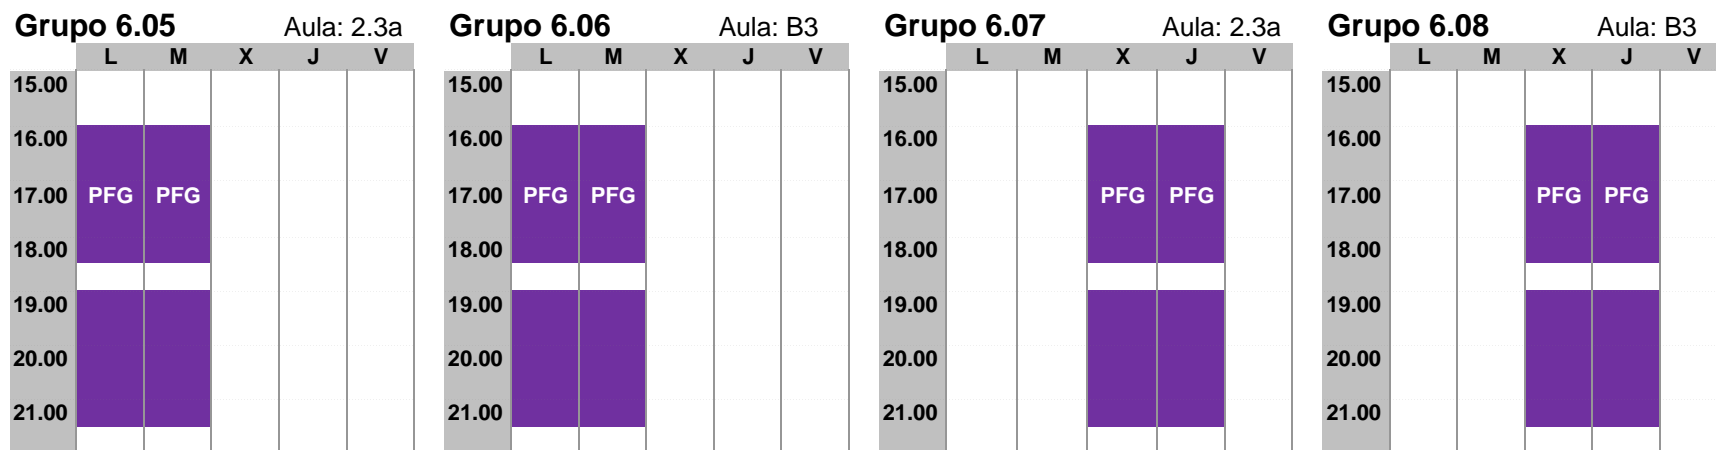 Grupo 6.05 Aula: 2.3a
L M X J V
15.00
16.00
17.00 PFG PFG
18.00
19.00
20.00
21.00
Grupo 6.06 Aula: B3
L M X J V
15.00
16.00
17.00 PFG PFG
18.00
19.00
20.00
21.00
Grupo 6.07 Aula: 2.3a
L M X J V
15.00
16.00
17.00 PFG PFG
18.00
19.00
20.00
21.00
Grupo 6.08 Aula: B3
L M X J V
15.00
16.00
17.00 PFG PFG
18.00
19.00
20.00
21.00